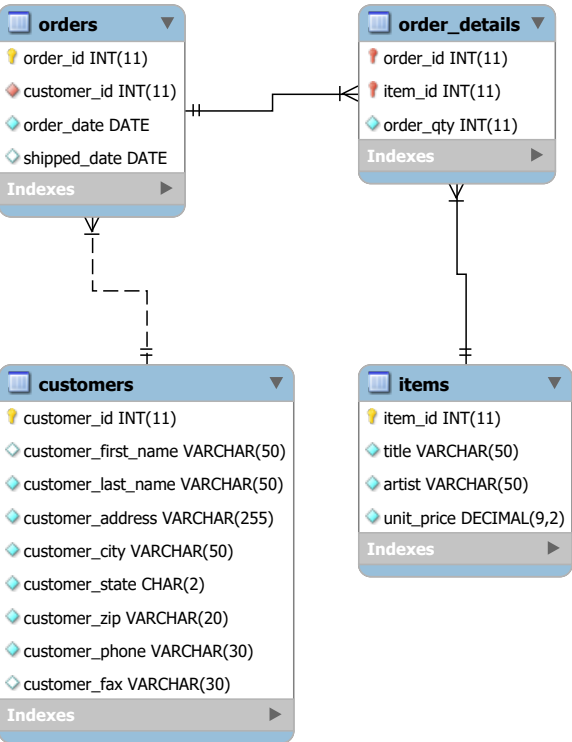 orders
order_id INT(11)
customer_id INT(11)
order_date DATE
shipped_date DATE
Indexes
order_details
order_id INT(11)
item_id INT(11)
order_qty INT(11)
Indexes
customers
customer_id INT(11)
customer_first_name VARCHAR(50)
customer_last_name VARCHAR(50)
customer_address VARCHAR(255)
customer_city VARCHAR(50)
customer_state CHAR(2)
customer_zip VARCHAR(20)
customer_phone VARCHAR(30)
customer_fax VARCHAR(30)
Indexes
items
item_id INT(11)
title VARCHAR(50)
artist VARCHAR(50)
unit_price DECIMAL(9,2)
Indexes